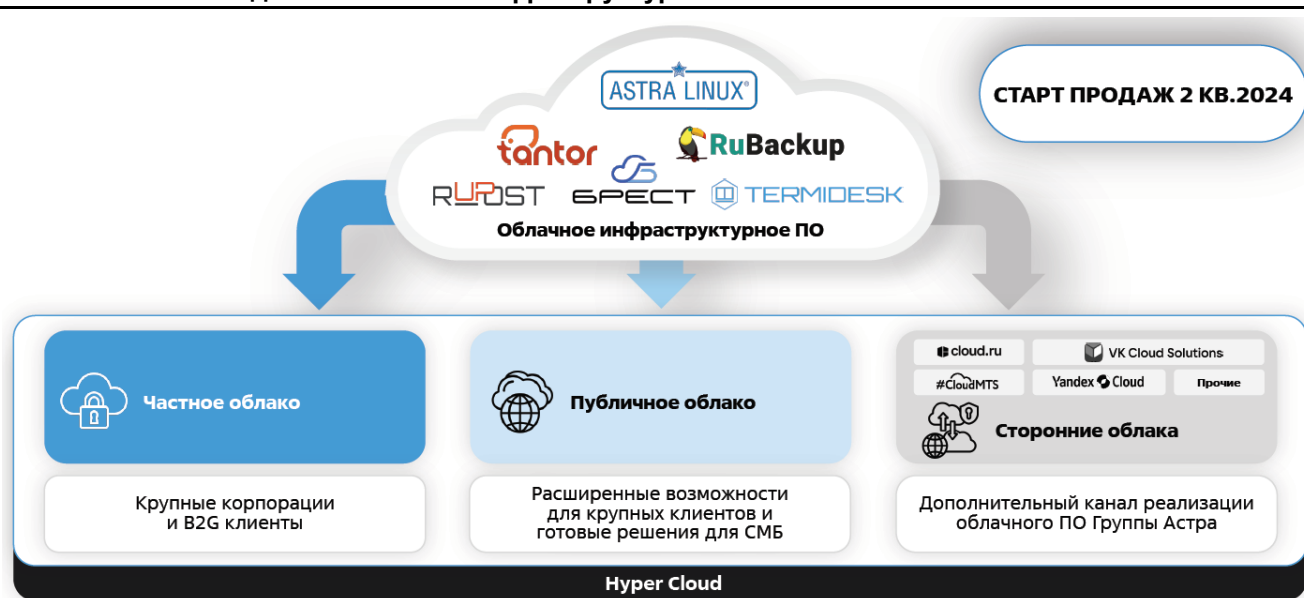 ASTRA LINUX®
СТАРТ ПРОДАЖ 2 КВ.2024
tantor
RuBackup
RUPOST
БРЕСТ
TERMIDESK
Облачное инфраструктурное ПО
Частное облако
Крупные корпорации
и B2G клиенты
Публичное облако
Расширенные возможности
для крупных клиентов и
готовые решения для СМБ
cloud.ru
VK Cloud Solutions
#CloudMTS
Yandex Cloud
Прочие
Сторонние облака
Дополнительный канал реализации
облачного ПО Группы Астра
Hyper Cloud